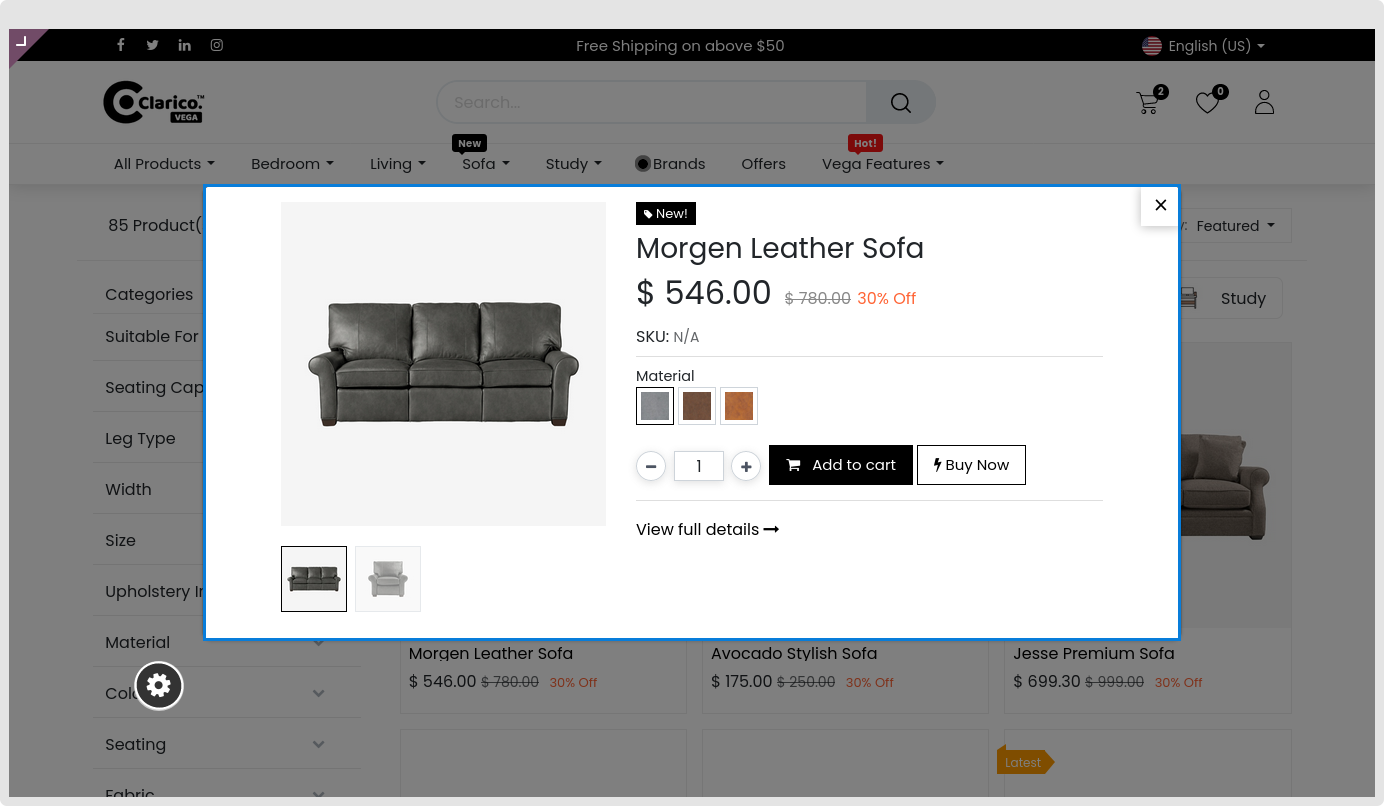 Free Shipping on above $50
English (US)
Clarico.™
VEGA
Search...
2
0
New
Hot!
All Products
Bedroom
Living
Sofa
Study
Brands
Offers
Vega Features
85 Product(
y:
Featured
Categories
Suitable For
Seating Cap
Leg Type
Width
Size
Upholstery
Material
Seating
Fabric
Study
New!
Morgen Leather Sofa
$ 546.00 $ 780.00 30% Off
SKU: N/A
Material
1
Add to cart
Buy Now
View full details
Morgen Leather Sofa
$ 546.00 $ 780.00 30% Off
Avocado Stylish Sofa
$ 175.00 $ 250.00 30% Off
Jesse Premium Sofa
$ 699.30 $ 999.00 30% Off
Latest